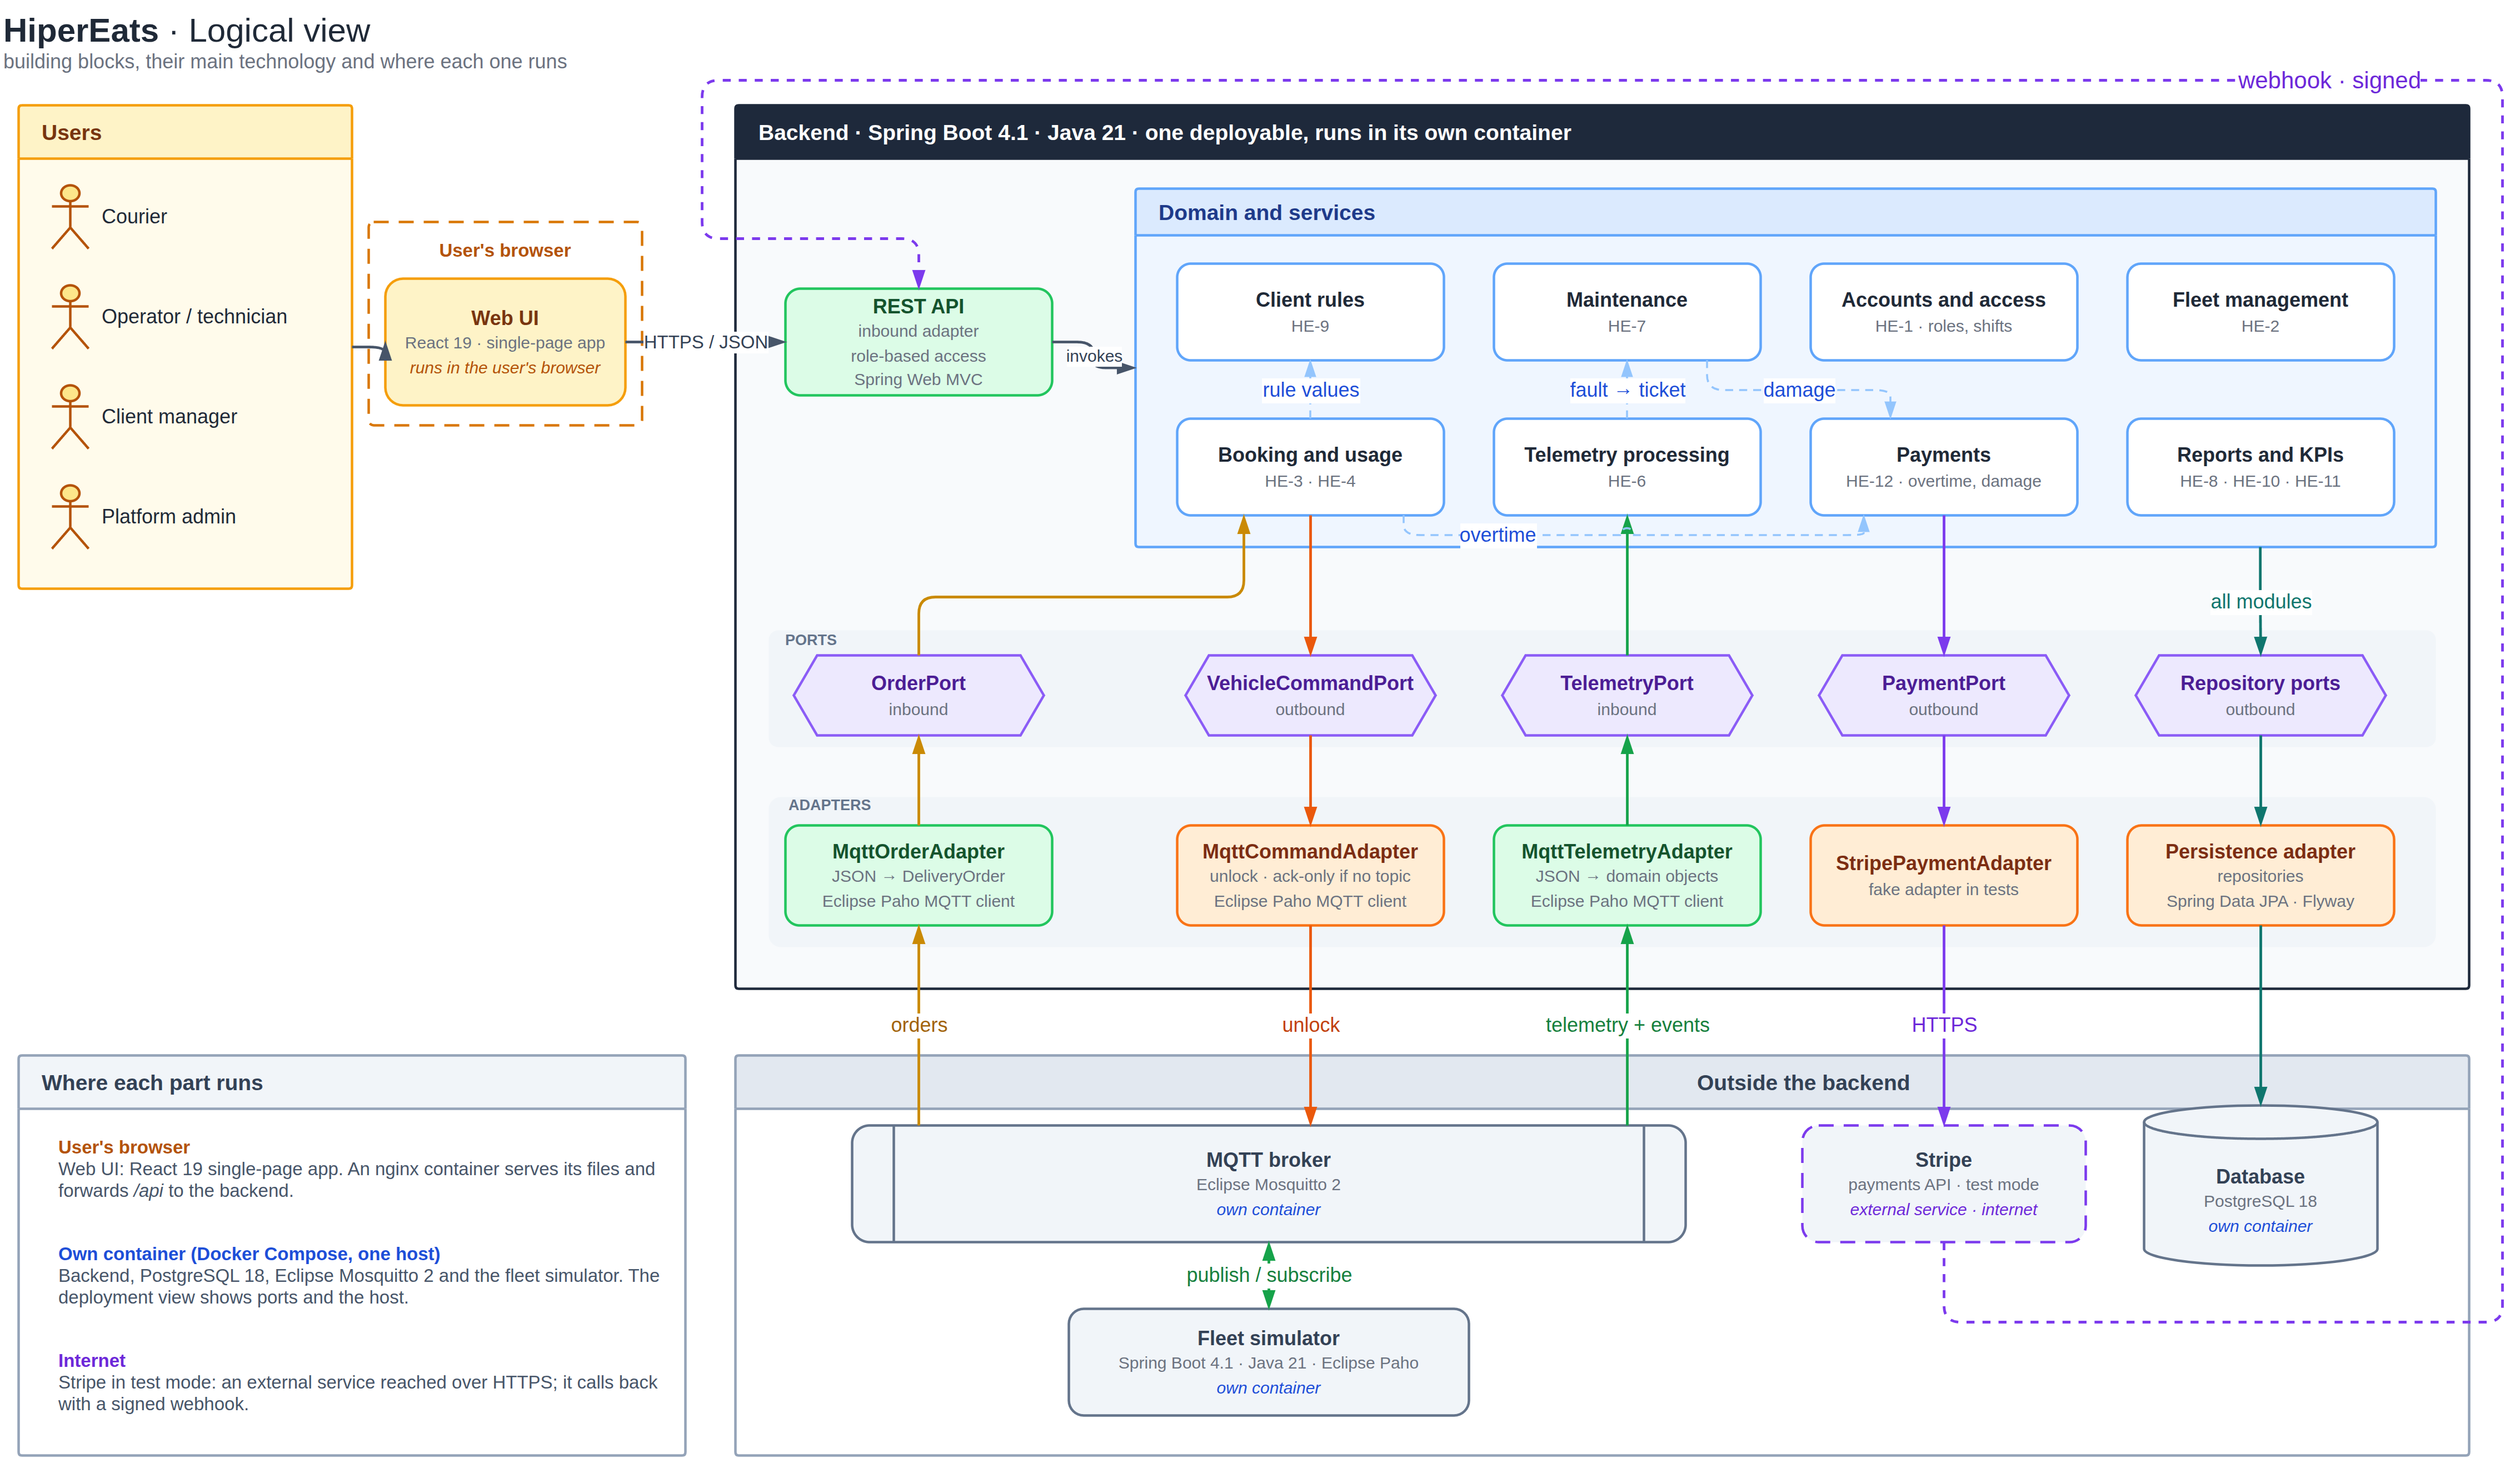 HiperEats · Logical view
building blocks, their main technology and where each one runs
webhook · signed
Users
Courier
Operator / technician
Client manager
Platform admin
User's browser
Web UI
React 19 · single-page app
runs in the user's browser
HTTPS / JSON
Backend · Spring Boot 4.1 · Java 21 · one deployable, runs in its own container
REST API
inbound adapter
role-based access
Spring Web MVC
invokes
Domain and services
Client rules
HE-9
Maintenance
HE-7
Accounts and access
HE-1 · roles, shifts
Fleet management
HE-2
rule values
fault → ticket
damage
Booking and usage
HE-3 · HE-4
Telemetry processing
HE-6
Payments
HE-12 · overtime, damage
Reports and KPIs
HE-8 · HE-10 · HE-11
overtime
all modules
PORTS
OrderPort
inbound
VehicleCommandPort
outbound
TelemetryPort
inbound
PaymentPort
outbound
Repository ports
outbound
ADAPTERS
MqttOrderAdapter
JSON → DeliveryOrder
Eclipse Paho MQTT client
MqttCommandAdapter
unlock · ack-only if no topic
Eclipse Paho MQTT client
MqttTelemetryAdapter
JSON → domain objects
Eclipse Paho MQTT client
StripePaymentAdapter
fake adapter in tests
Persistence adapter
repositories
Spring Data JPA · Flyway
orders
unlock
telemetry + events
HTTPS
Where each part runs
User's browser
Web UI: React 19 single-page app. An nginx container serves its files and
forwards /api to the backend.
Own container (Docker Compose, one host)
Backend, PostgreSQL 18, Eclipse Mosquitto 2 and the fleet simulator. The
deployment view shows ports and the host.
Internet
Stripe in test mode: an external service reached over HTTPS; it calls back
with a signed webhook.
Outside the backend
MQTT broker
Eclipse Mosquitto 2
own container
Stripe
payments API · test mode
external service · internet
Database
PostgreSQL 18
own container
publish / subscribe
Fleet simulator
Spring Boot 4.1 · Java 21 · Eclipse Paho
own container